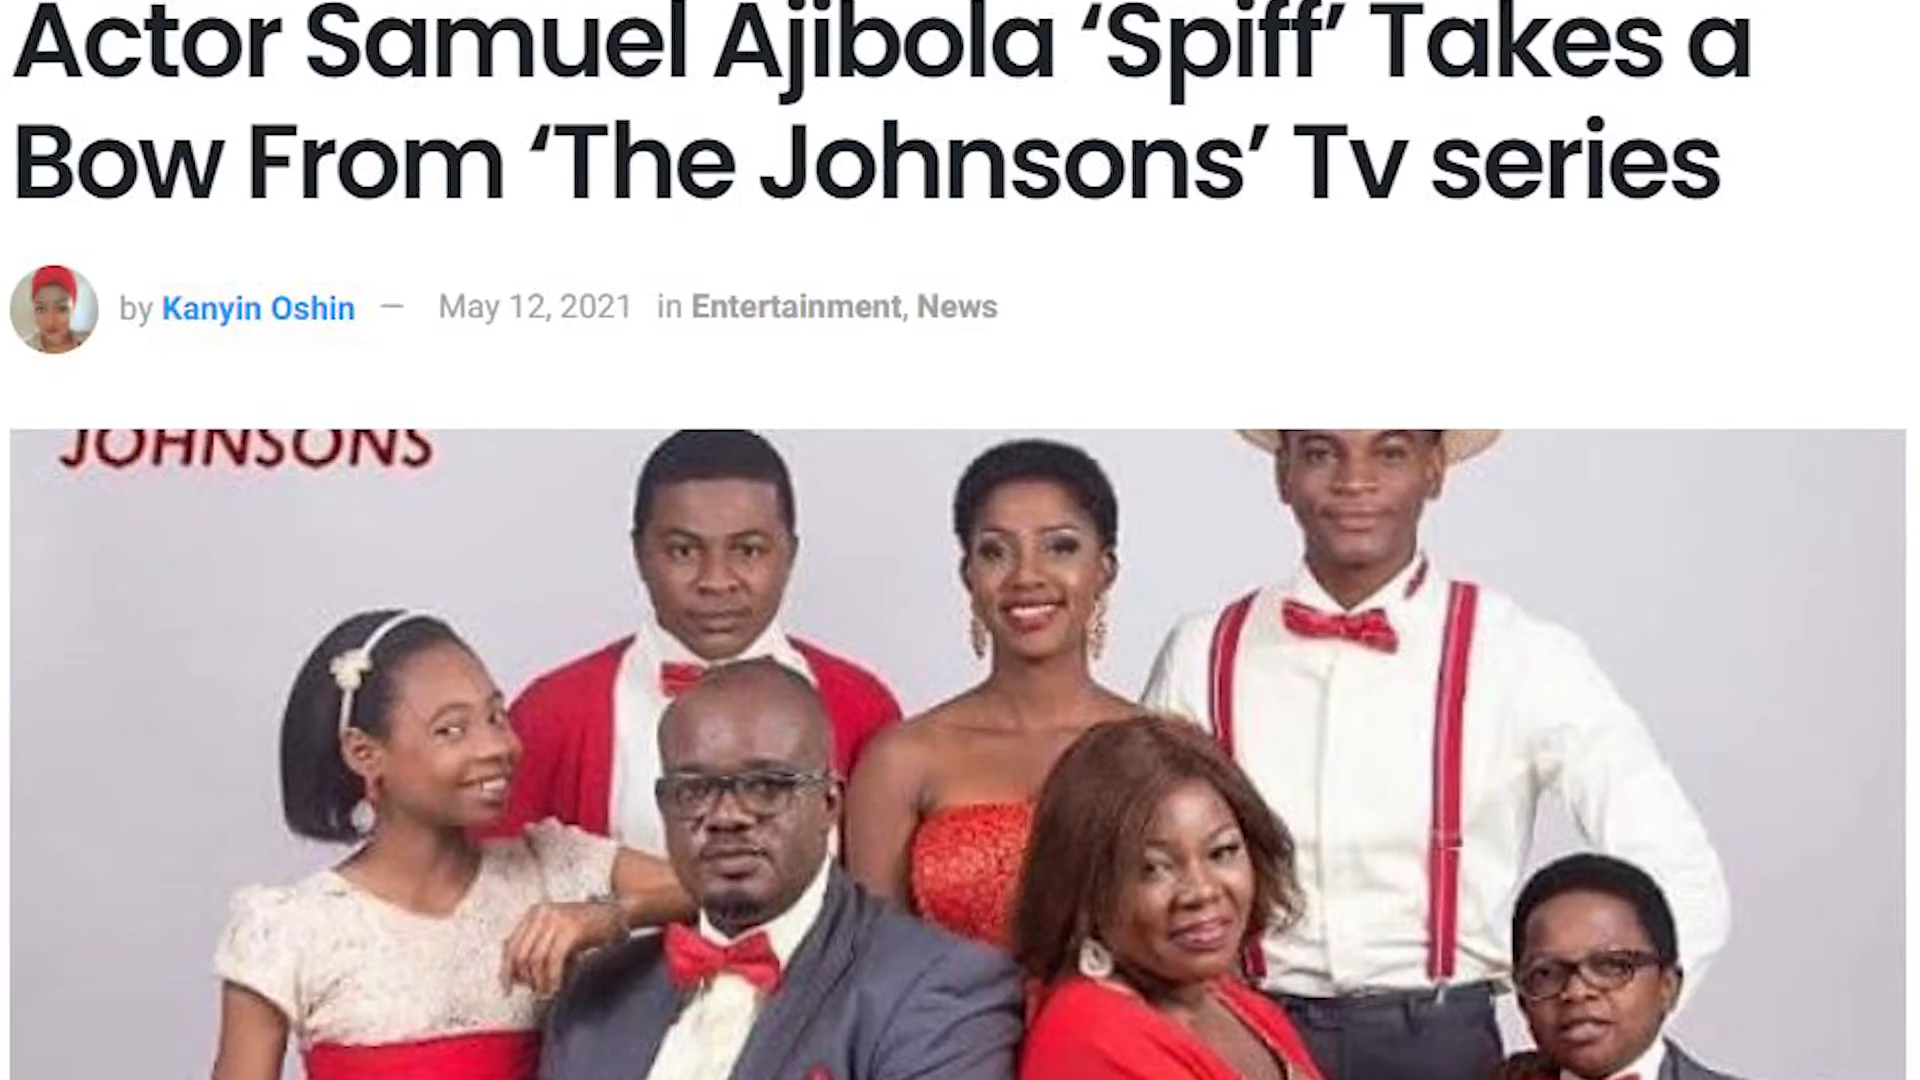 Actor Samuel Ajibola ‘Spiff’ Takes a
Bow From ‘The Johnsons’ Tv series
by Kanyin Oshin — May 12, 2021 in Entertainment, News
JOHNSONS